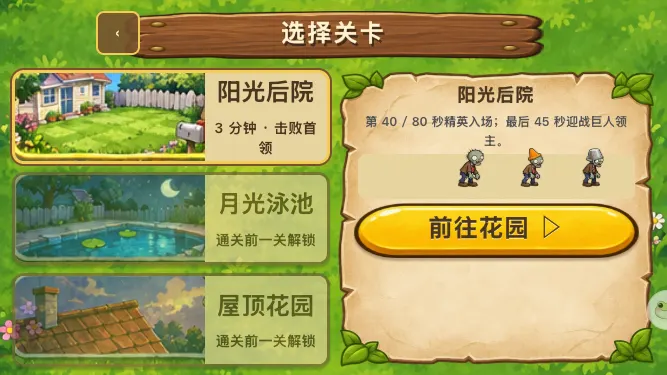 ‹
选择关卡
阳光后院
3 分钟 · 击败首
领
月光泳池
通关前一关解锁
屋顶花园
通关前一关解锁
阳光后院
第 40 / 80 秒精英入场；最后 45 秒迎战巨人领
主。
前往花园 ▷